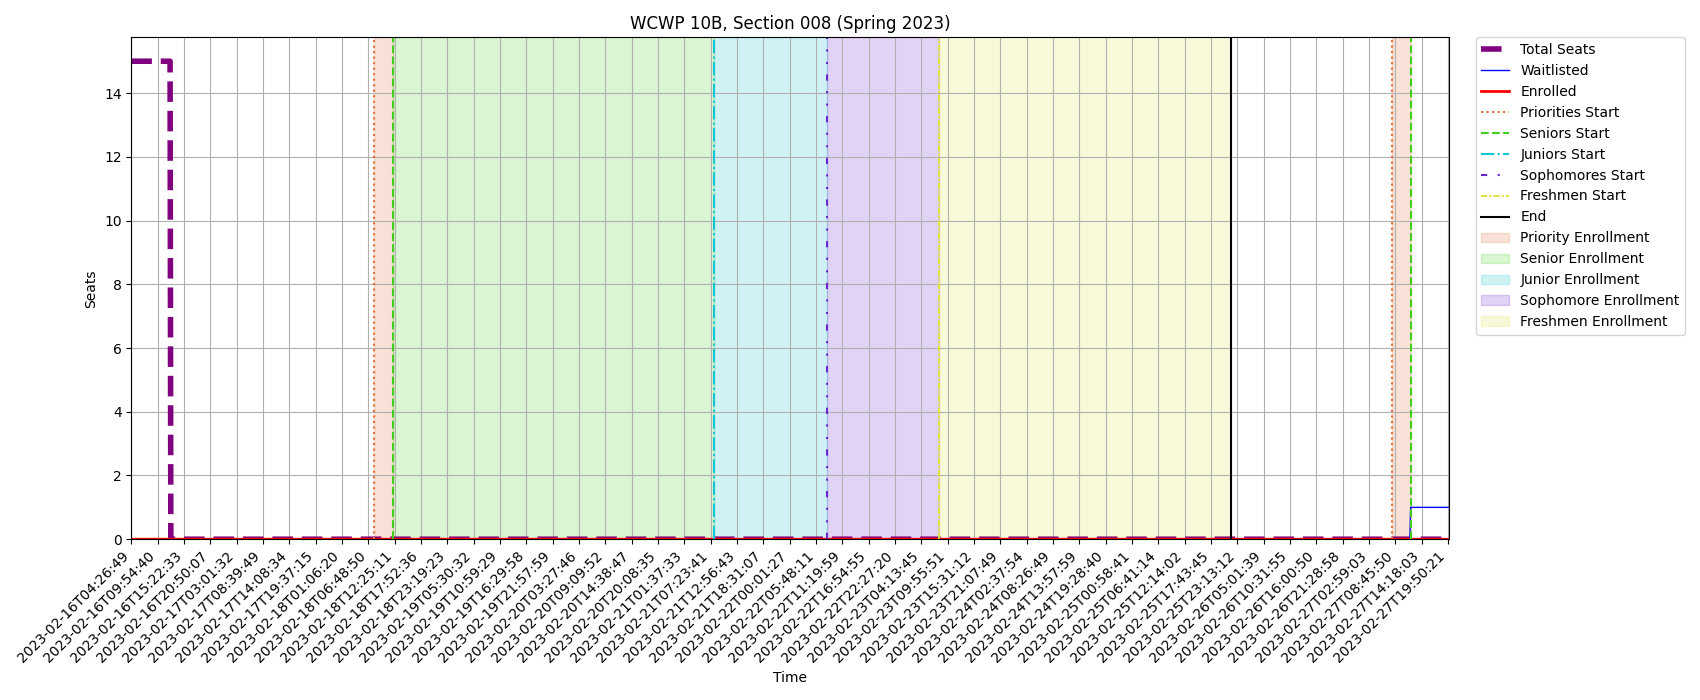 WCWP 10B, Section 008 (Spring 2023)
Seats
14
12
10
8
6
4
2
0
2023-02-16T04:26:49
2023-02-16T09:54:40
2023-02-16T15:22:33
2023-02-16T20:50:07
2023-02-17T03:01:32
2023-02-17T08:39:49
2023-02-17T14:08:34
2023-02-17T19:37:15
2023-02-18T01:06:20
2023-02-18T06:48:50
2023-02-18T12:25:11
2023-02-18T17:52:36
2023-02-18T23:19:23
2023-02-19T05:30:32
2023-02-19T10:59:29
2023-02-19T16:29:58
2023-02-19T21:57:59
2023-02-20T03:27:46
2023-02-20T09:09:52
2023-02-20T14:38:47
2023-02-20T20:08:35
2023-02-21T01:37:33
2023-02-21T07:23:41
2023-02-21T12:56:43
2023-02-21T18:31:07
2023-02-22T00:01:27
2023-02-22T05:48:11
2023-02-22T11:19:59
2023-02-22T16:54:55
2023-02-22T22:27:20
2023-02-23T04:13:45
2023-02-23T09:55:51
2023-02-23T15:31:12
2023-02-23T21:07:49
2023-02-24T02:37:54
2023-02-24T08:26:49
2023-02-24T13:57:59
2023-02-24T19:28:40
2023-02-25T00:58:41
2023-02-25T06:41:14
2023-02-25T12:14:02
2023-02-25T17:43:45
2023-02-25T23:13:12
2023-02-26T05:01:39
2023-02-26T10:31:55
2023-02-26T16:00:50
2023-02-26T21:28:58
2023-02-27T02:59:03
2023-02-27T08:45:50
2023-02-27T14:18:03
2023-02-27T19:50:21
Time
Total Seats
Waitlisted
Enrolled
Priorities Start
Seniors Start
Juniors Start
Sophomores Start
Freshmen Start
End
Priority Enrollment
Senior Enrollment
Junior Enrollment
Sophomore Enrollment
Freshmen Enrollment